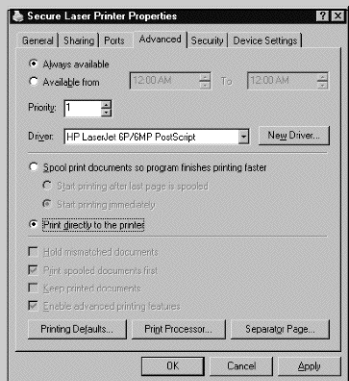 Secure Laser Printer Properties
General Sharing Ports Advanced Security Device Settings
Always available
Available from 12:00 AM To 12:00 AM
Priority: 1
Driver: HP LaserJet 6P/6MP PostScript New Driver...
Spool print documents so program finishes printing faster
Start printing after last page is spooled
Start printing immediately
Print directly to the printer
Hold mismatched documents
Print spooled documents first
Keep printed documents
Enable advanced printing features
Printing Defaults... Print Processor... Separator Page...
OK Cancel Apply